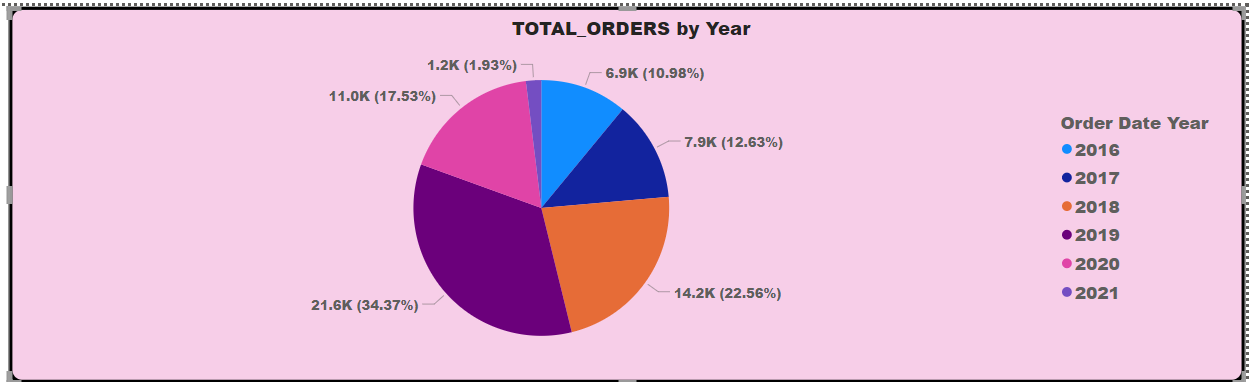 TOTAL_ORDERS by Year
1.2K (1.93%)
6.9K (10.98%)
11.0K (17.53%)
7.9K (12.63%)
14.2K (22.56%)
21.6K (34.37%)
Order Date Year
2016
2017
2018
2019
2020
2021